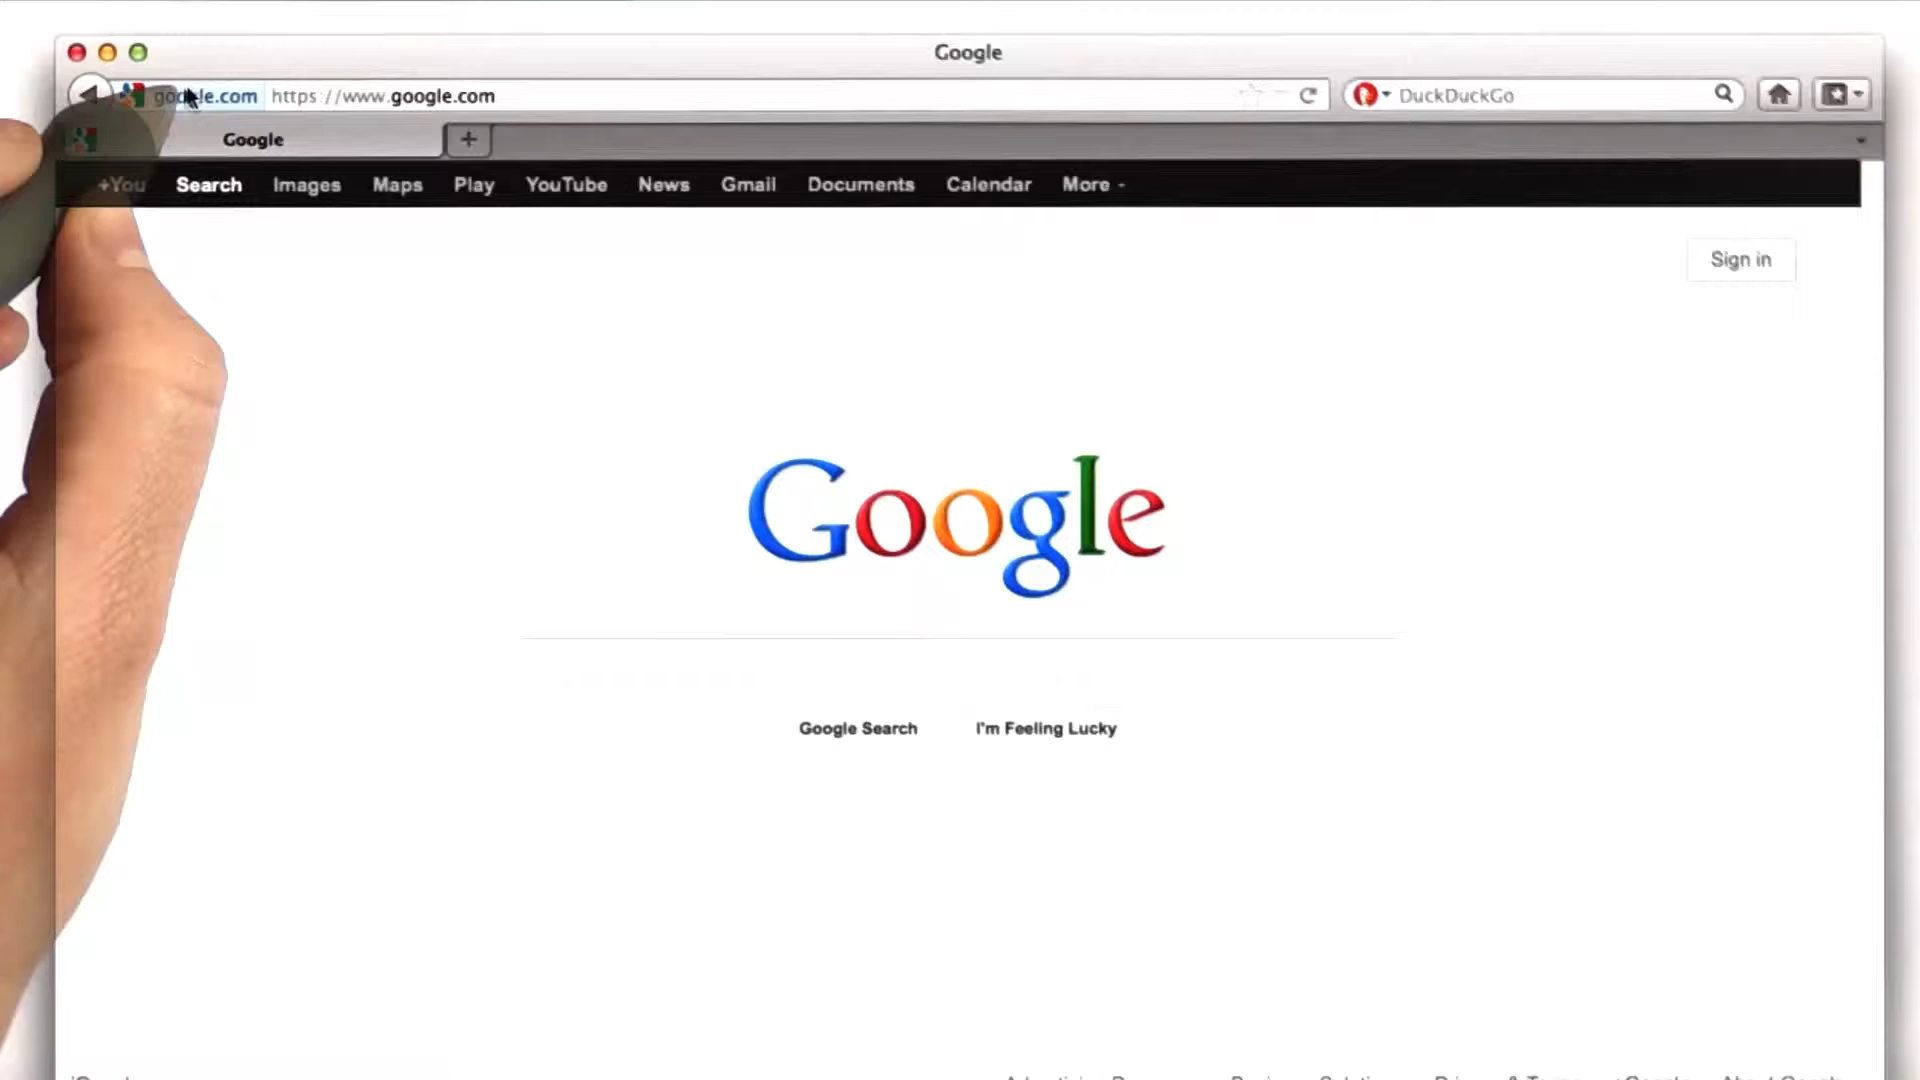 Google
google.com https://www.google.com DuckDuckGo
Google
+You Search Images Maps Play YouTube News Gmail Documents Calendar More
Sign in
Google
Google Search I'm Feeling Lucky